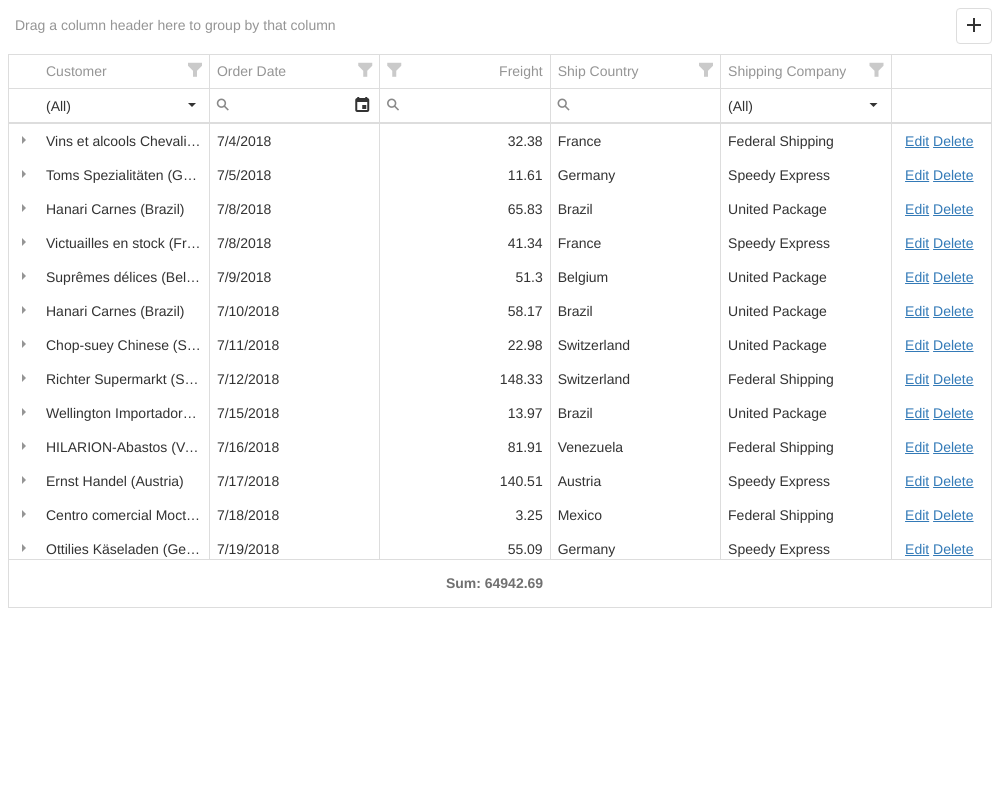 Drag a column header here to group by that column
Customer Order Date Freight Ship Country Shipping Company
(All) (All)
Vins et alcools Chevali... 7/4/2018 32.38 France Federal Shipping Edit Delete
Toms Spezialitäten (G... 7/5/2018 11.61 Germany Speedy Express Edit Delete
Hanari Carnes (Brazil) 7/8/2018 65.83 Brazil United Package Edit Delete
Victuailles en stock (Fr... 7/8/2018 41.34 France Speedy Express Edit Delete
Suprêmes délices (Bel... 7/9/2018 51.3 Belgium United Package Edit Delete
Hanari Carnes (Brazil) 7/10/2018 58.17 Brazil United Package Edit Delete
Chop-suey Chinese (S... 7/11/2018 22.98 Switzerland United Package Edit Delete
Richter Supermarkt (S... 7/12/2018 148.33 Switzerland Federal Shipping Edit Delete
Wellington Importador... 7/15/2018 13.97 Brazil United Package Edit Delete
HILARION-Abastos (V... 7/16/2018 81.91 Venezuela Federal Shipping Edit Delete
Ernst Handel (Austria) 7/17/2018 140.51 Austria Speedy Express Edit Delete
Centro comercial Moct... 7/18/2018 3.25 Mexico Federal Shipping Edit Delete
Ottilies Käseladen (Ge... 7/19/2018 55.09 Germany Speedy Express Edit Delete
Sum: 64942.69